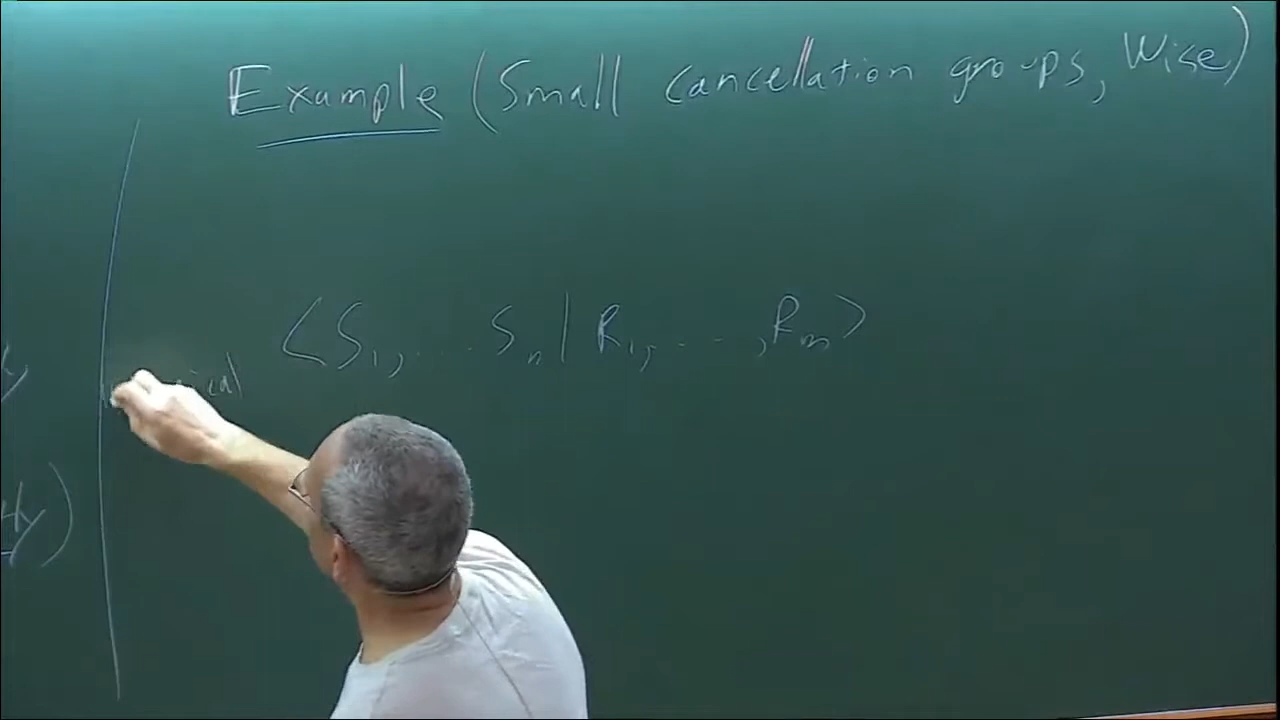 Example (Small cancellation groups, Wise)
⟨S₁, ... Sₙ | R₁, ... , Rₘ⟩